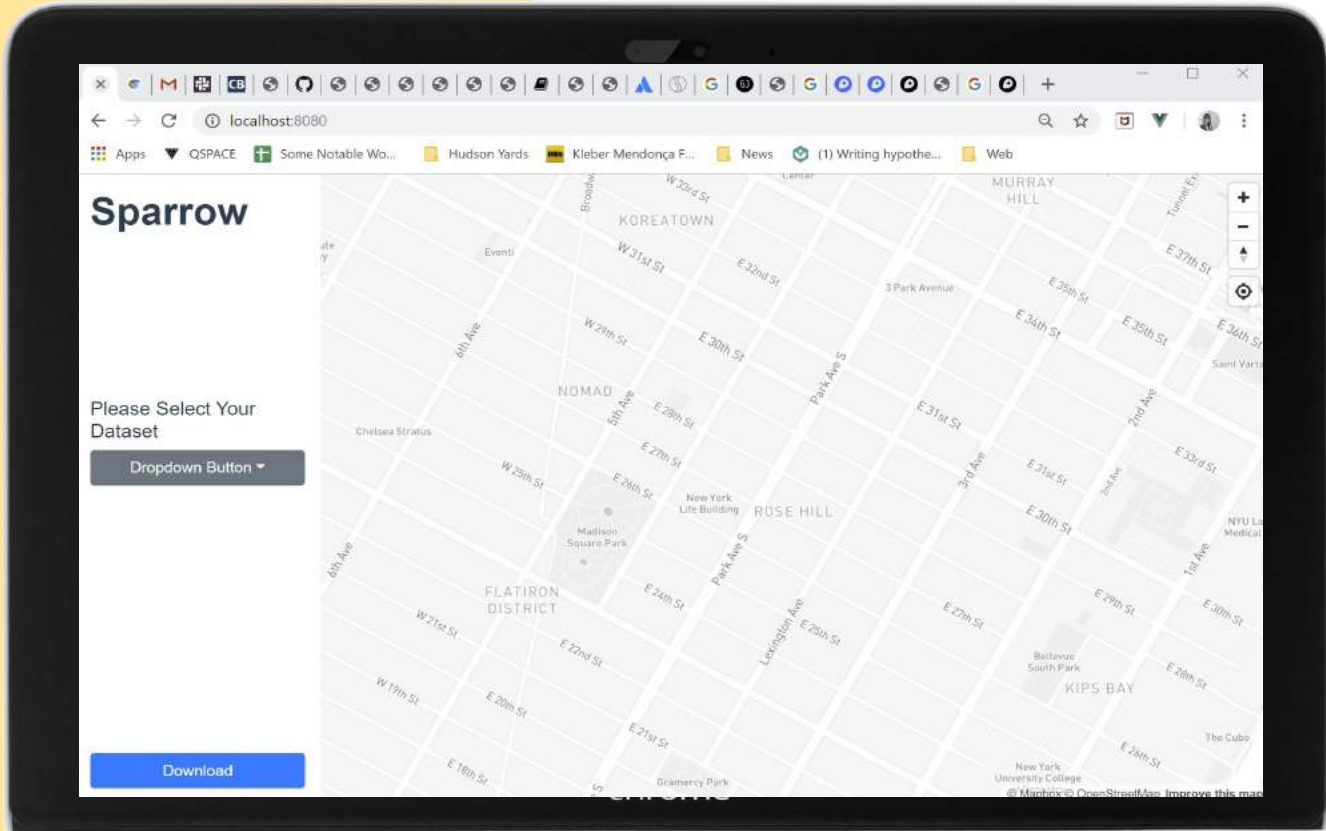 CB
63
localhost:8080
Apps
QSPACE
Some Notable Wo...
Hudson Yards
Kleber Mendonça F...
News
(1) Writing hypothe...
Web
Sparrow
Please Select Your
Dataset
Dropdown Button
Download
W 33rd St
Center
MURRAY
HILL
KOREATOWN
Eventi
W 31st St
E 32nd St
E 37th St
3 Park Avenue
E 35th St
E 34th St
E 35th St
E 36th St
6th Ave
W 29th St
E 30th St
Park Ave S
NOMAD
5th Ave
E 28th St
E 31st St
2nd Ave
Chelsea Stratus
E 27th St
3rd Ave
E 33rd St
W 25th St
E 26th St
E 31st St
2nd Ave
New York
Life Building
ROSE HILL
E 30th St
Madison
Square Park
6th Ave
Park Ave S
1st Ave
FLATIRON
DISTRICT
E 24th St
E 29th St
E 30th St
W 21st St
Lexington Ave
E 25th St
E 27th St
E 22nd St
Bellevue
South Park
E 28th St
KIPS BAY
W 19th St
E 20th St
E 21st St
The Cube
E 26th St
E 18th St
Gramercy Park
New York
University College
© Mapbox © OpenStreetMap Improve this map